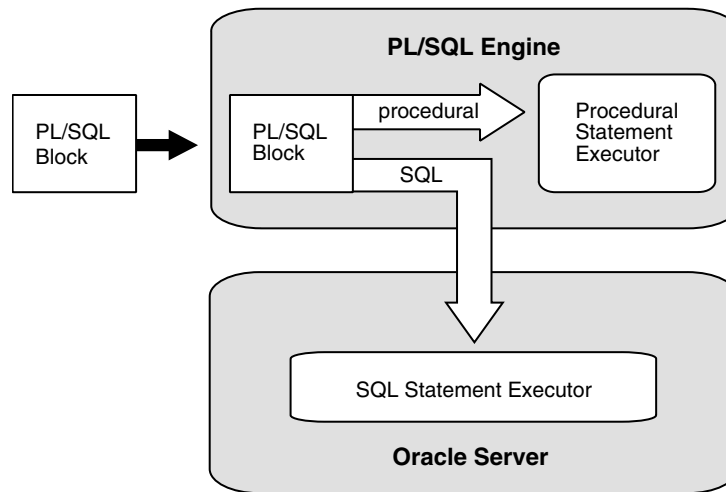 PL/SQL Engine
PL/SQL
Block
PL/SQL
Block
procedural
Procedural
Statement
Executor
SQL
SQL Statement Executor
Oracle Server